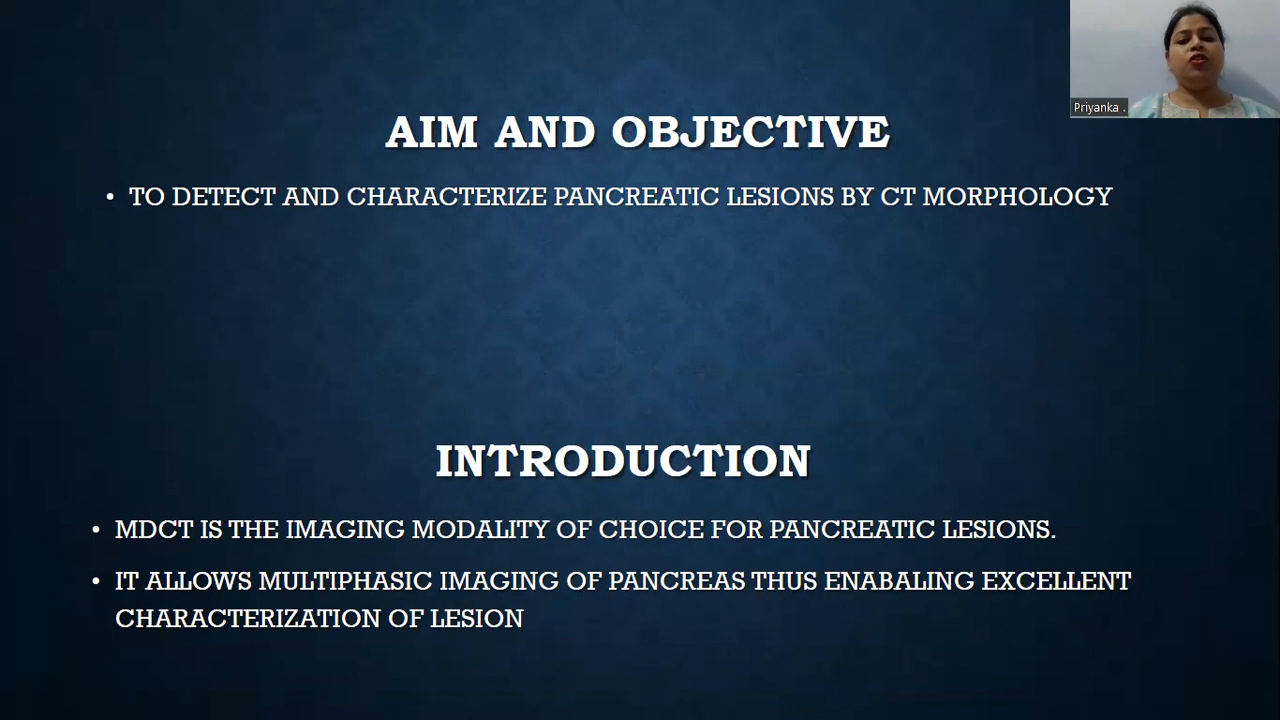 Priyanka .
AIM AND OBJECTIVE
• TO DETECT AND CHARACTERIZE PANCREATIC LESIONS BY CT MORPHOLOGY
INTRODUCTION
• MDCT IS THE IMAGING MODALITY OF CHOICE FOR PANCREATIC LESIONS.
• IT ALLOWS MULTIPHASIC IMAGING OF PANCREAS THUS ENABALING EXCELLENT
CHARACTERIZATION OF LESION